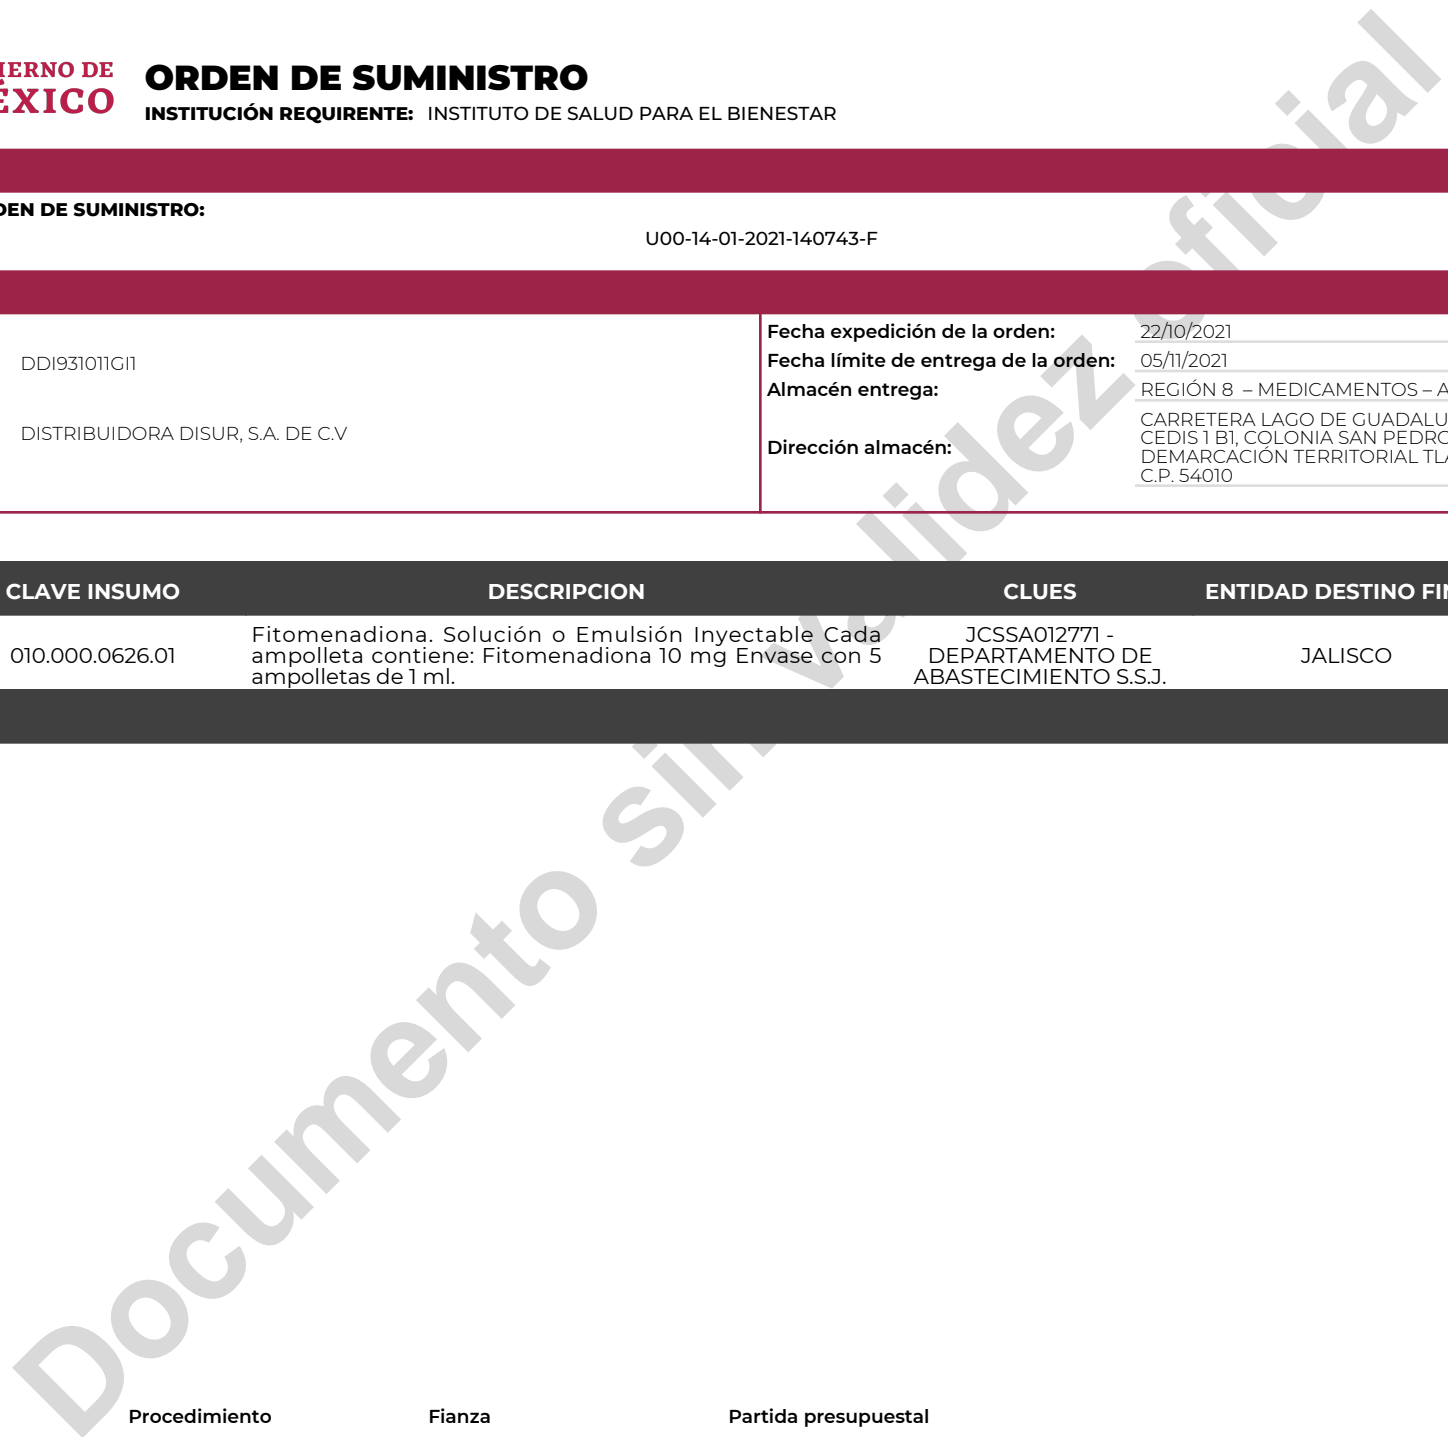 IERNO DE
ÉXICO
ORDEN DE SUMINISTRO
INSTITUCIÓN REQUIRENTE: INSTITUTO DE SALUD PARA EL BIENESTAR
DEN DE SUMINISTRO:
U00-14-01-2021-140743-F
DDI931011GI1
DISTRIBUIDORA DISUR, S.A. DE C.V
Fecha expedición de la orden: 22/10/2021
Fecha límite de entrega de la orden: 05/11/2021
Almacén entrega: REGIÓN 8 – MEDICAMENTOS – A
Dirección almacén:
CARRETERA LAGO DE GUADALU
CEDIS 1 B1, COLONIA SAN PEDRO
DEMARCACIÓN TERRITORIAL TLA
C.P. 54010
CLAVE INSUMO DESCRIPCION CLUES ENTIDAD DESTINO FIN
010.000.0626.01
Fitomenadiona. Solución o Emulsión Inyectable Cada
ampolleta contiene: Fitomenadiona 10 mg Envase con 5
ampolletas de 1 ml.
JCSSA012771 -
DEPARTAMENTO DE
ABASTECIMIENTO S.S.J.
JALISCO
Documento sin validez oficial
Procedimiento Fianza Partida presupuestal